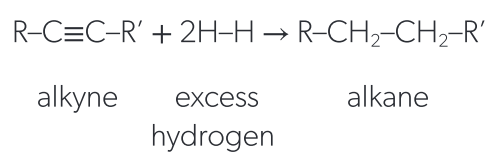 R–C≡C–R′ + 2H–H → R–CH₂–CH₂–R′
alkyne excess alkane
hydrogen